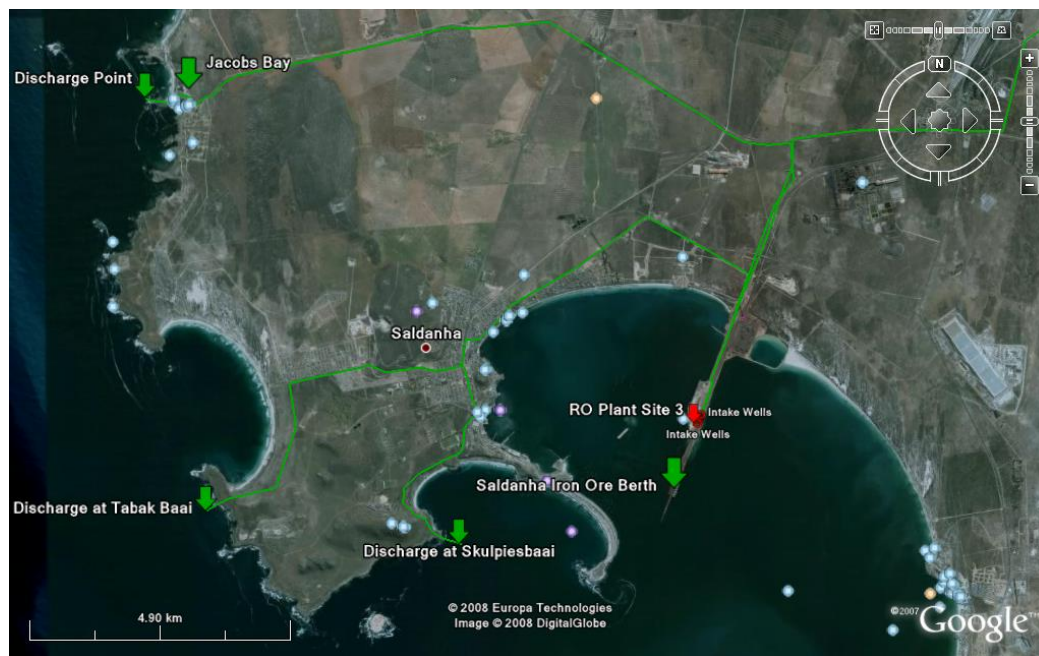 Jacobs Bay
Discharge Point
N
Saldanha
RO Plant Site 3
Intake Wells
Intake Wells
Saldanha Iron Ore Berth
Discharge at Tabak Baai
Discharge at Skulpiesbaai
4.90 km
© 2008 Europa Technologies
Image © 2008 DigitalGlobe
©2007 Google™